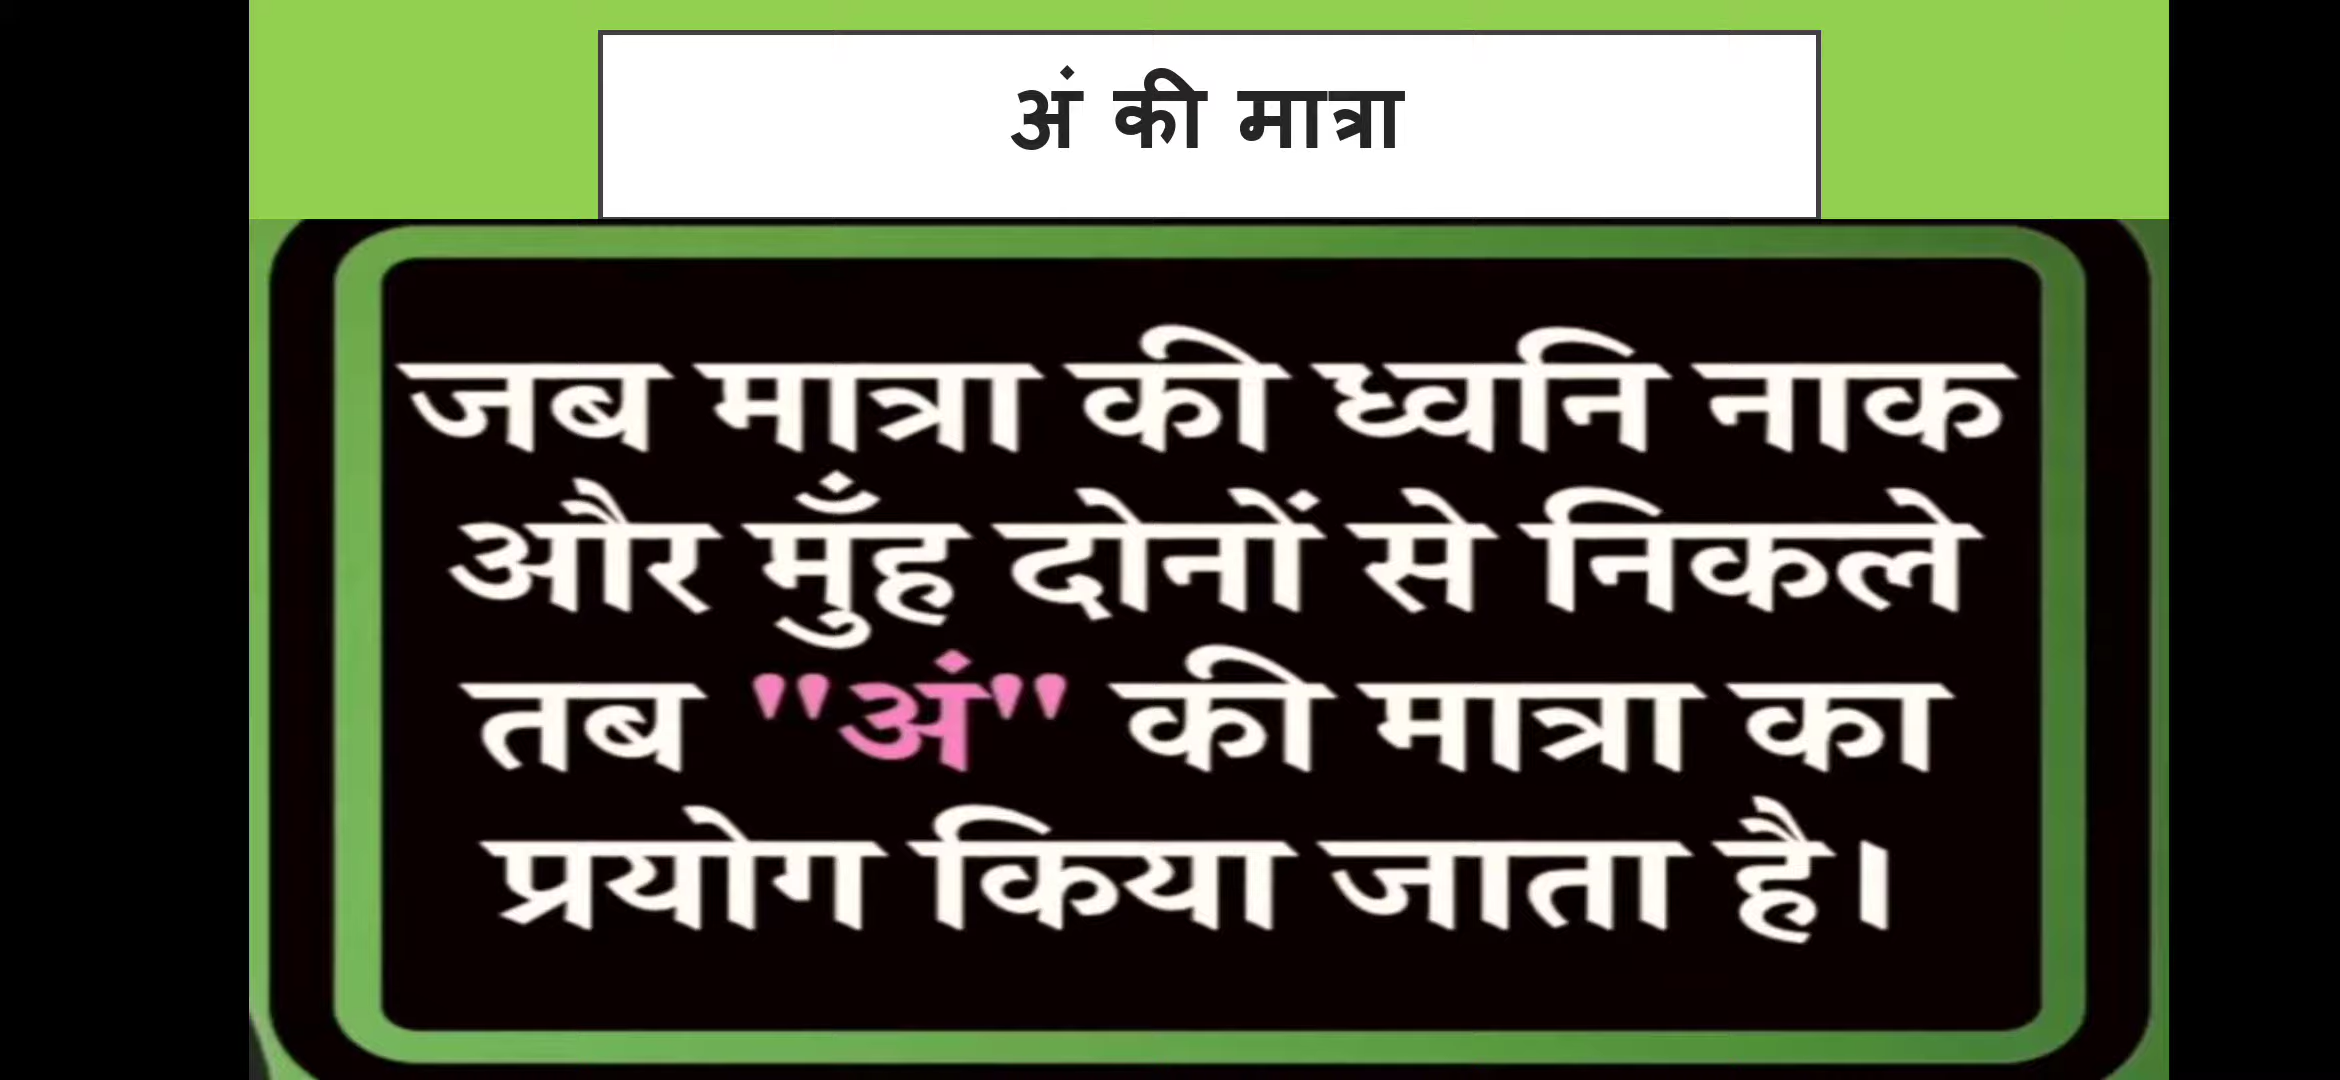 अं की मात्रा
जब मात्रा की ध्वनि नाक
और मुँह दोनों से निकले
तब "अं" की मात्रा का
प्रयोग किया जाता है।